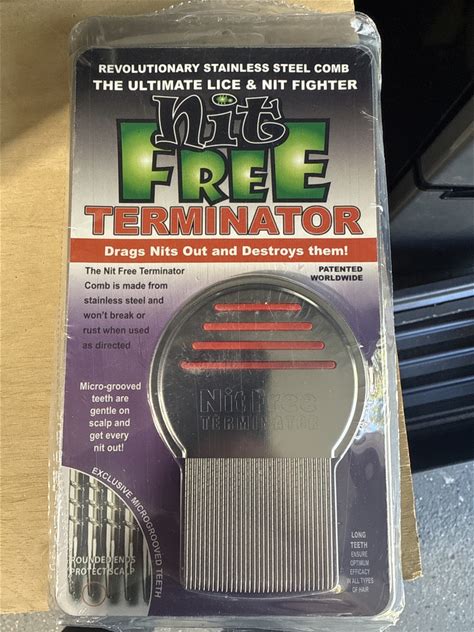 REVOLUTIONARY STAINLESS STEEL COMB
THE ULTIMATE LICE & NIT FIGHTER
Nit
FREE
TERMINATOR
Drags Nits Out and Destroys them!
The Nit Free Terminator
Comb is made from
stainless steel and
won't break or
rust when used
as directed
PATENTED
WORLDWIDE
Micro-grooved
teeth are
gentle on
scalp and
get every
nit out!
Nit Free
TERMINATOR
EXCLUSIVE MICROGROOVED TEETH
ROUNDED ENDS
PROTECT SCALP
LONG
TEETH
ENSURE
OPTIMUM
EFFICACY
IN ALL TYPES
OF HAIR